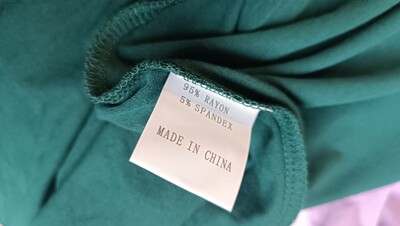 95% RAYON
5% SPANDEX
MADE IN CHINA